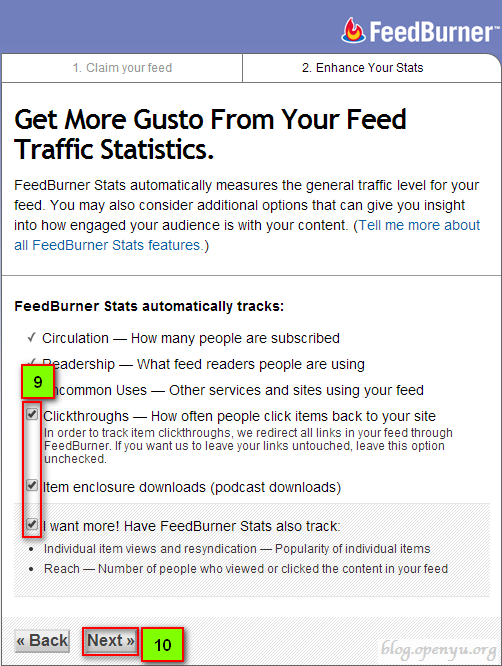 FeedBurner™
1. Claim your feed
2. Enhance Your Stats
Get More Gusto From Your Feed
Traffic Statistics.
FeedBurner Stats automatically measures the general traffic level for your
feed. You may also consider additional options that can give you insight
into how engaged your audience is with your content. (Tell me more about
all FeedBurner Stats features.)
FeedBurner Stats automatically tracks:
Circulation — How many people are subscribed
Readership — What feed readers people are using
9
Uncommon Uses — Other services and sites using your feed
Clickthroughs — How often people click items back to your site
In order to track item clickthroughs, we redirect all links in your feed through
FeedBurner. If you want us to leave your links untouched, leave this option
unchecked.
Item enclosure downloads (podcast downloads)
I want more! Have FeedBurner Stats also track:
• Individual item views and resyndication — Popularity of individual items
• Reach — Number of people who viewed or clicked the content in your feed
« Back
Next »
10
blog.openyu.org